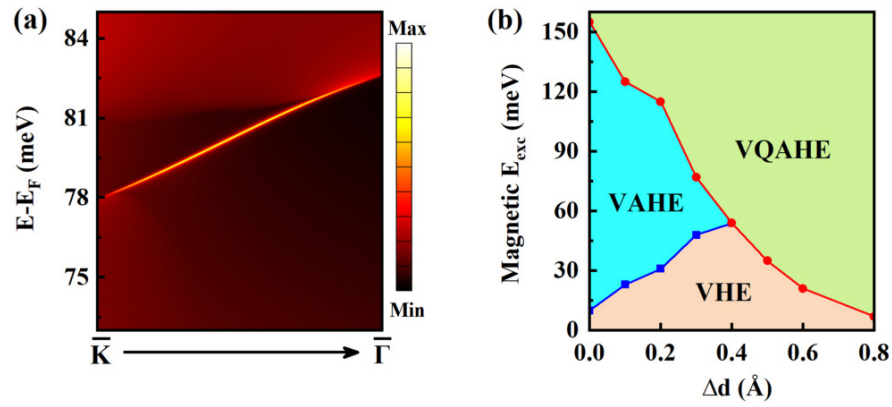 (a)
85
81
78
75
E-E_F (meV)
K̅
Γ̅
Max
Min
(b)
150
120
90
60
30
0
Magnetic E_exc (meV)
VQAHE
VAHE
VHE
0.0 0.2 0.4 0.6 0.8
Δd (Å)